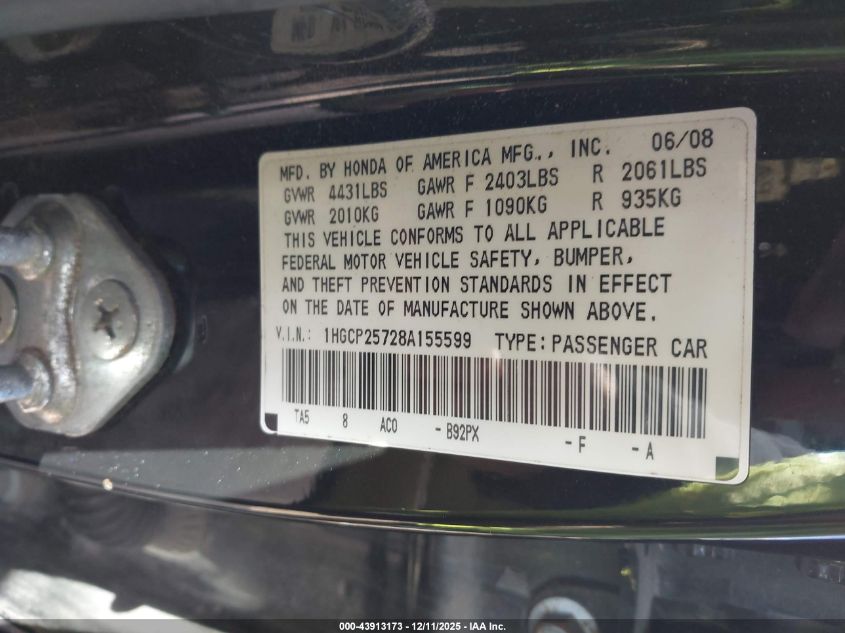 06/08
MFD. BY HONDA OF AMERICA MFG., INC.
GVWR 4431LBS GAWR F 2403LBS R 2061LBS
GVWR 2010KG GAWR F 1090KG R 935KG
THIS VEHICLE CONFORMS TO ALL APPLICABLE
FEDERAL MOTOR VEHICLE SAFETY, BUMPER,
AND THEFT PREVENTION STANDARDS IN EFFECT
ON THE DATE OF MANUFACTURE SHOWN ABOVE.
V.I.N.: 1HGCP25728A155599 TYPE:PASSENGER CAR
TA5 8 AC0 - B92PX - F - A
000-43913173 - 12/11/2025 - IAA Inc.